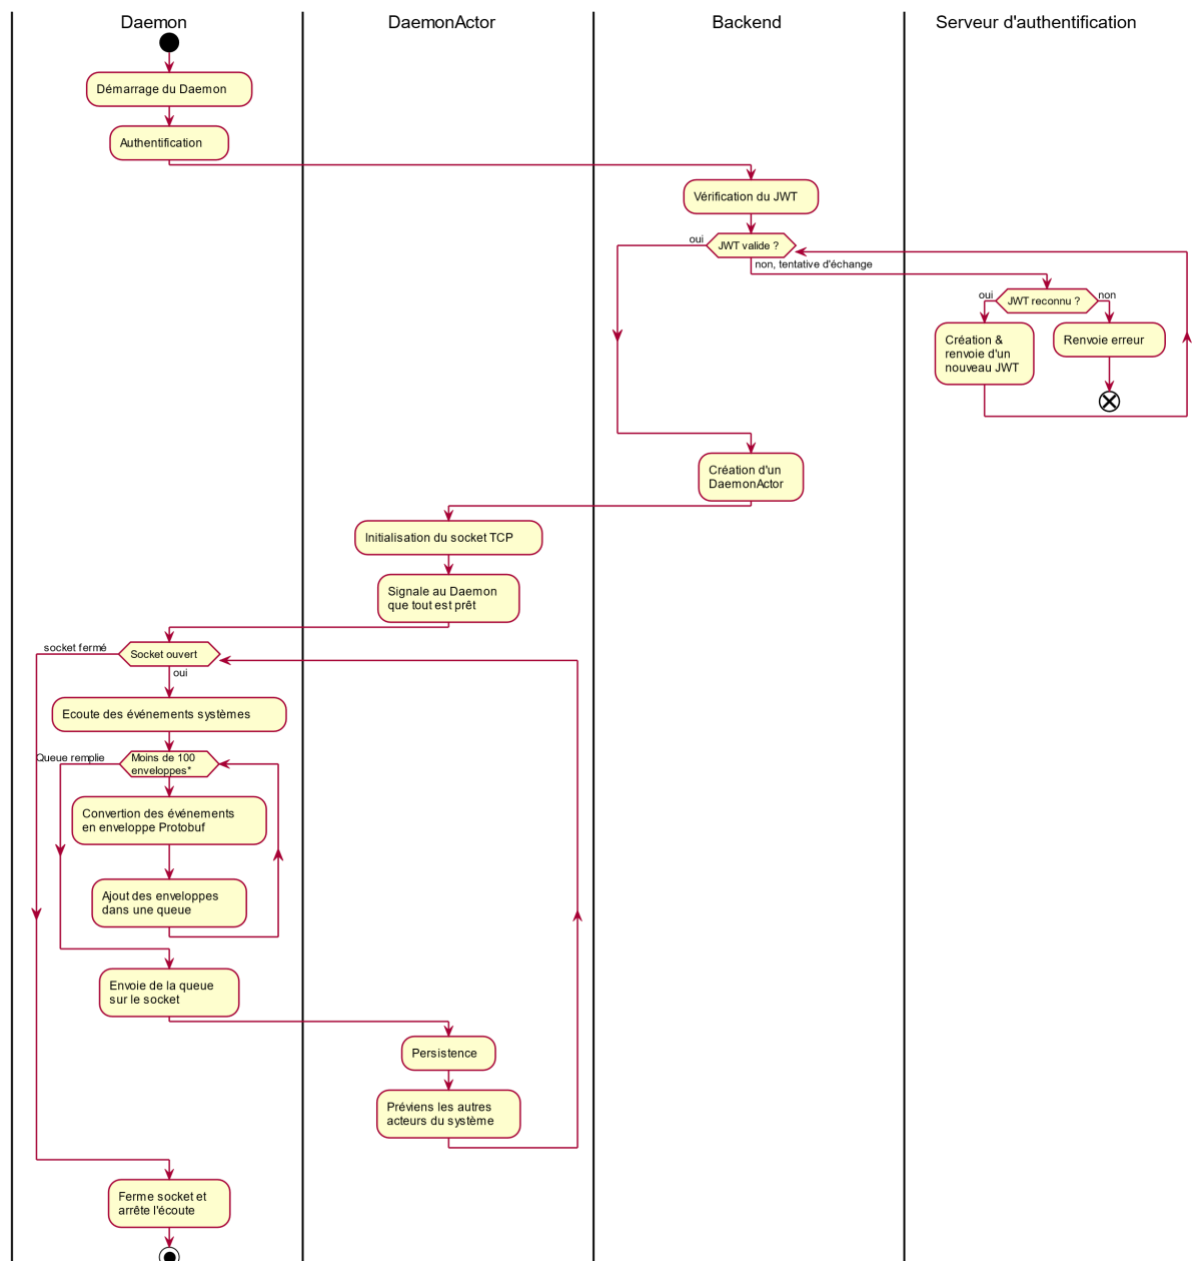 Daemon
DaemonActor
Backend
Serveur d'authentification
Démarrage du Daemon
Authentification
Vérification du JWT
oui
JWT valide ?
non, tentative d'échange
oui
JWT reconnu ?
non
Création &
renvoie d'un
nouveau JWT
Renvoie erreur
Création d'un
DaemonActor
Initialisation du socket TCP
Signale au Daemon
que tout est prêt
socket fermé
Socket ouvert
oui
Ecoute des événements systèmes
Queue remplie
Moins de 100
enveloppes*
Convertion des événements
en enveloppe Protobuf
Ajout des enveloppes
dans une queue
Envoie de la queue
sur le socket
Persistence
Préviens les autres
acteurs du système
Ferme socket et
arrête l'écoute